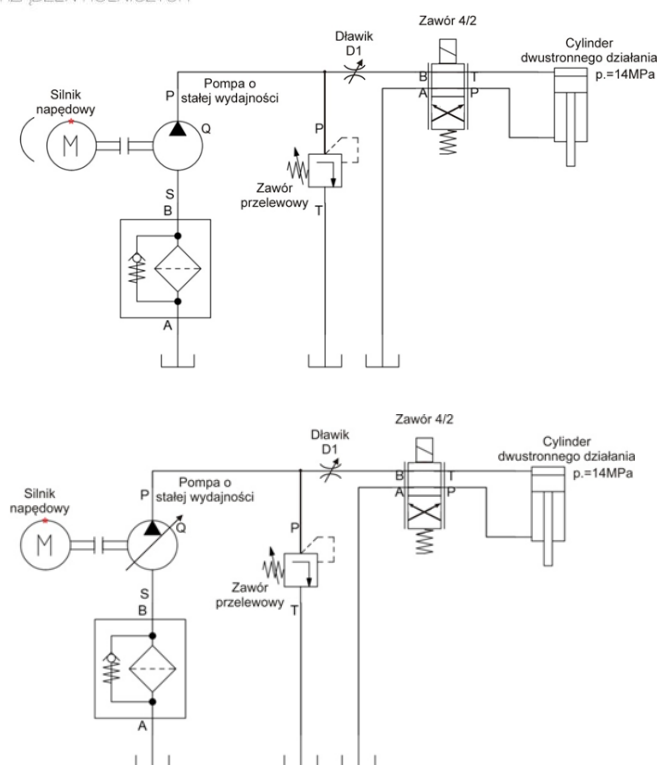 Zawór 4/2
Dławik
D1
Cylinder
dwustronnego działania
p.=14MPa
Silnik
napędowy
P
Pompa o
stałej wydajności
Q
M
B
T
A
P
P
S
B
Zawór
przelewowy
T
A
Zawór 4/2
Dławik
D1
Cylinder
dwustronnego działania
p.=14MPa
Silnik
napędowy
P
Pompa o
stałej wydajności
Q
M
B
T
A
P
P
S
B
Zawór
przelewowy
T
A